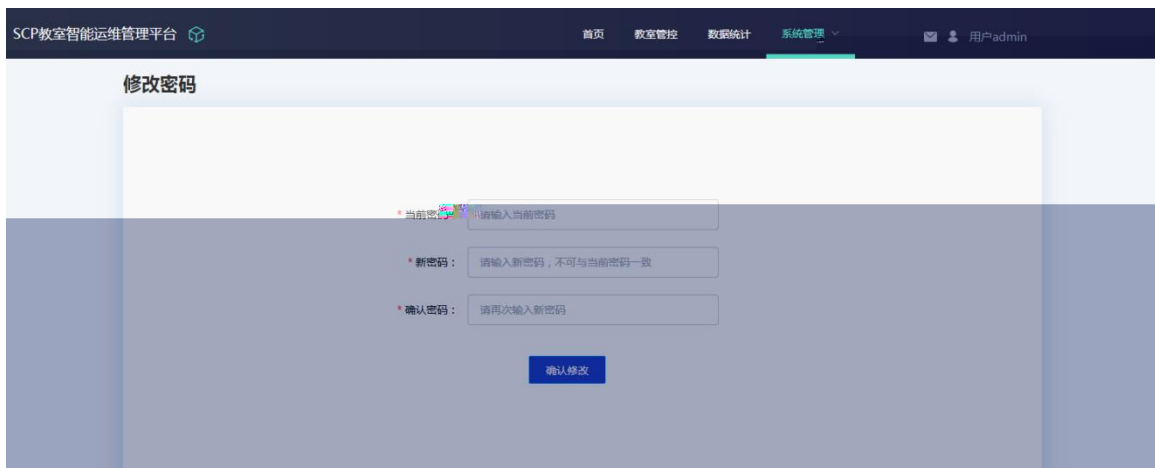 SCP教室智能运维管理平台
首页 教室管控 数据统计 系统管理 用户admin
修改密码
* 当前密 请输入当前密码
* 新密码： 请输入新密码，不可与当前密码一致
* 确认密码： 请再次输入新密码
确认修改